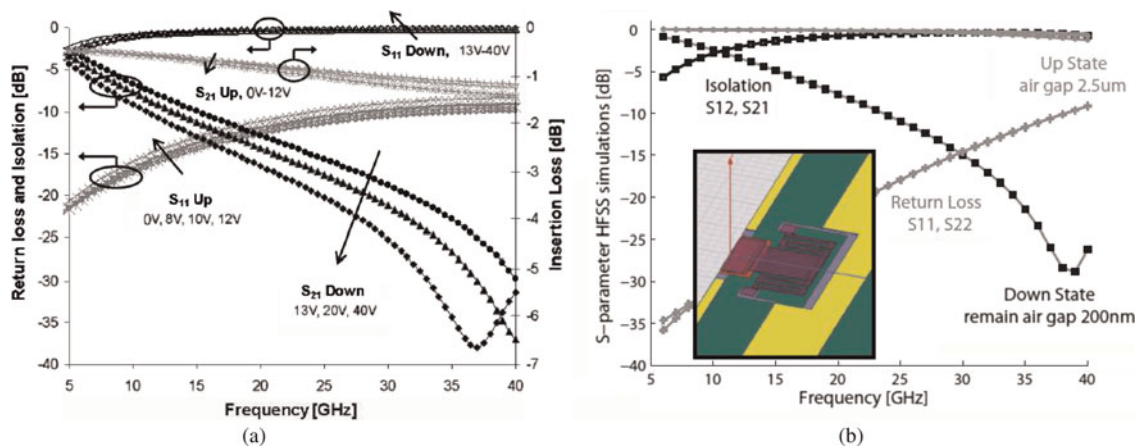 0
-5
-10
-15
-20
-25
-30
-35
-40
Return loss and Isolation [dB]
S11 Down, 13V-40V
S21 Up, 0V-12V
S11 Up
0V, 8V, 10V, 12V
S21 Down
13V, 20V, 40V
0
-1
-2
-3
-4
-5
-6
-7
Insertion Loss [dB]
5 10 15 20 25 30 35 40
Frequency [GHz]
(a)
0
−5
−10
−15
−20
−25
−30
−35
−40
S-parameter HFSS simulations [dB]
Isolation
S12, S21
Up State
air gap 2.5um
Return Loss
S11, S22
Down State
remain air gap 200nm
5 10 15 20 25 30 35 40
Frequency [GHz]
(b)